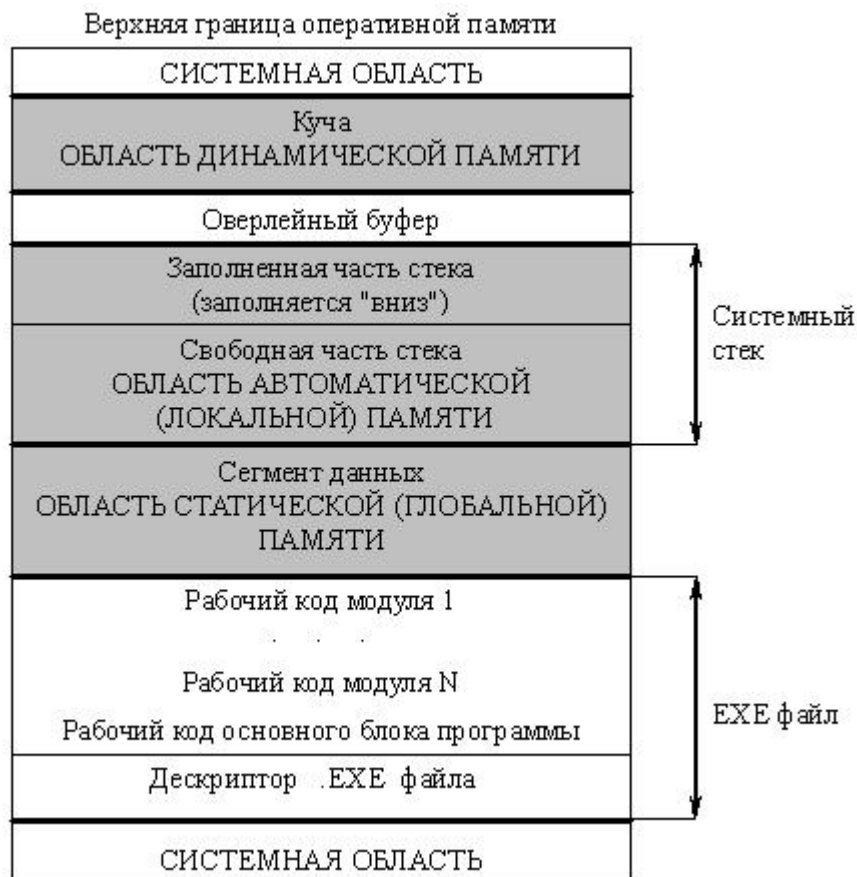 Верхняя граница оперативной памяти
СИСТЕМНАЯ ОБЛАСТЬ
Куча
ОБЛАСТЬ ДИНАМИЧЕСКОЙ ПАМЯТИ
Оверлейный буфер
Заполненная часть стека
(заполняется "вниз")
Свободная часть стека
ОБЛАСТЬ АВТОМАТИЧЕСКОЙ
(ЛОКАЛЬНОЙ) ПАМЯТИ
Системный
стек
Сегмент данных
ОБЛАСТЬ СТАТИЧЕСКОЙ (ГЛОБАЛЬНОЙ)
ПАМЯТИ
Рабочий код модуля 1
. . .
Рабочий код модуля N
Рабочий код основного блока программы
Дескриптор .EXE файла
EXE файл
СИСТЕМНАЯ ОБЛАСТЬ